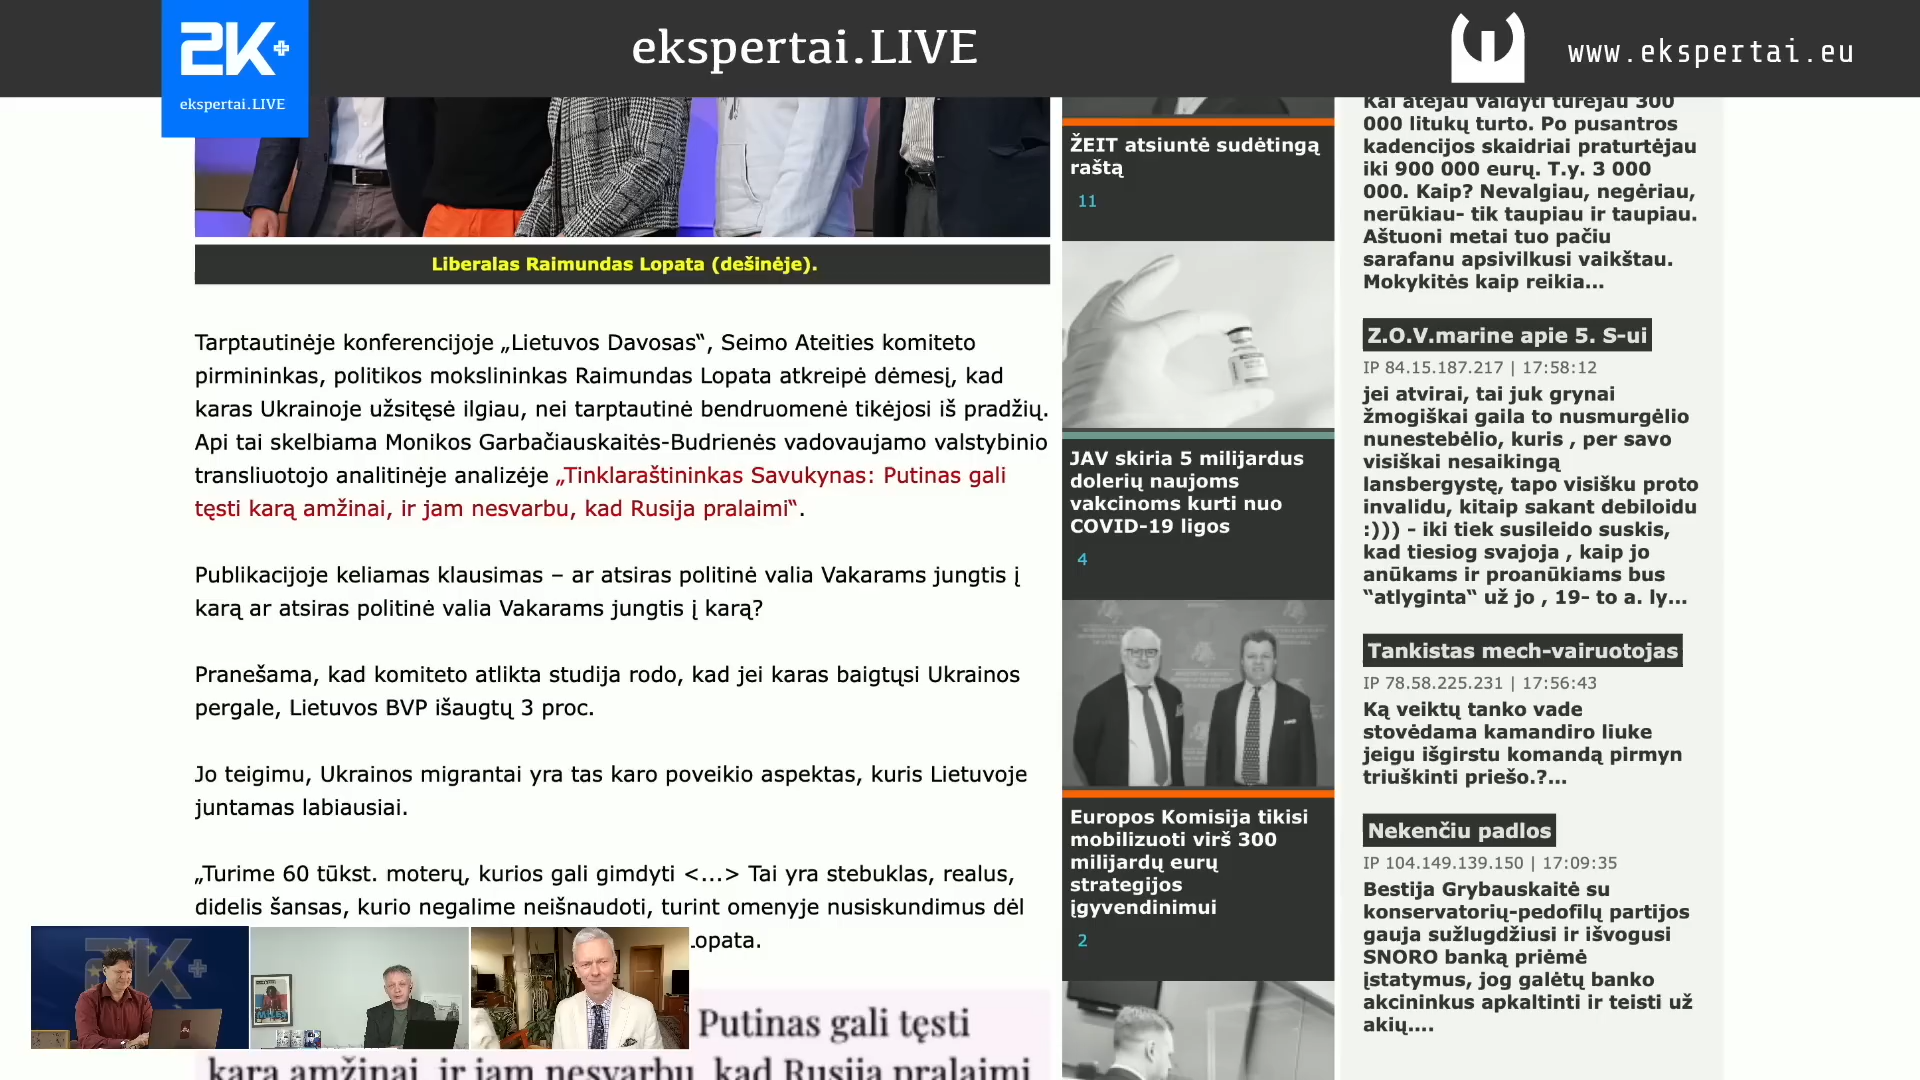 2K+
ekspertai.LIVE
ekspertai.LIVE
www.ekspertai.eu
Liberalas Raimundas Lopata (dešinėje).
Tarptautinėje konferencijoje „Lietuvos Davosas“, Seimo Ateities komiteto
pirmininkas, politikos mokslininkas Raimundas Lopata atkreipė dėmesį, kad
karas Ukrainoje užsitęsė ilgiau, nei tarptautinė bendruomenė tikėjosi iš pradžių.
Api tai skelbiama Monikos Garbačiauskaitės-Budrienės vadovaujamo valstybinio
transliuotojo analitinėje analizėje „Tinklaraštininkas Savukynas: Putinas gali
tęsti karą amžinai, ir jam nesvarbu, kad Rusija pralaimi“.
Publikacijoje keliamas klausimas – ar atsiras politinė valia Vakarams jungtis į
karą ar atsiras politinė valia Vakarams jungtis į karą?
Pranešama, kad komiteto atlikta studija rodo, kad jei karas baigtųsi Ukrainos
pergale, Lietuvos BVP išaugtų 3 proc.
Jo teigimu, Ukrainos migrantai yra tas karo poveikio aspektas, kuris Lietuvoje
juntamas labiausiai.
„Turime 60 tūkst. moterų, kurios gali gimdyti <...> Tai yra stebuklas, realus,
didelis šansas, kurio negalime neišnaudoti, turint omenyje nusiskundimus dėl
Lopata.
Putinas gali tęsti
karą amžinai, ir jam nesvarbu, kad Rusija pralaimi
ŽEIT atsiuntė sudėtingą
raštą
11
JAV skiria 5 milijardus
dolerių naujoms
vakcinoms kurti nuo
COVID-19 ligos
4
Europos Komisija tikisi
mobilizuoti virš 300
milijardų eurų
strategijos
įgyvendinimui
2
Kai atėjau valdyti turėjau 300
000 litukų turto. Po pusantros
kadencijos skaidriai praturtėjau
iki 900 000 eurų. T.y. 3 000
000. Kaip? Nevalgiau, negėriau,
nerūkiau- tik taupiau ir taupiau.
Aštuoni metai tuo pačiu
sarafanu apsivilkusi vaikštau.
Mokykitės kaip reikia...
Z.O.V.marine apie 5. S-ui
IP 84.15.187.217 | 17:58:12
jei atvirai, tai juk grynai
žmogiškai gaila to nusmurgėlio
nunestebėlio, kuris , per savo
visiškai nesaikingą
lansbergystę, tapo visišku proto
invalidu, kitaip sakant debiloidu
:))) - iki tiek susileido suskis,
kad tiesiog svajoja , kaip jo
anūkams ir proanūkiams bus
“atlyginta“ už jo , 19- to a. ly...
Tankistas mech-vairuotojas
IP 78.58.225.231 | 17:56:43
Ką veiktų tanko vade
stovėdama kamandiro liuke
jeigu išgirstu komandą pirmyn
triuškinti priešo.?...
Nekenčiu padlos
IP 104.149.139.150 | 17:09:35
Bestija Grybauskaitė su
konservatorių-pedofilų partijos
gauja sužlugdžiusi ir išvogusi
SNORO banką priėmė
įstatymus, jog galėtų banko
akcininkus apkaltinti ir teisti už
akių....